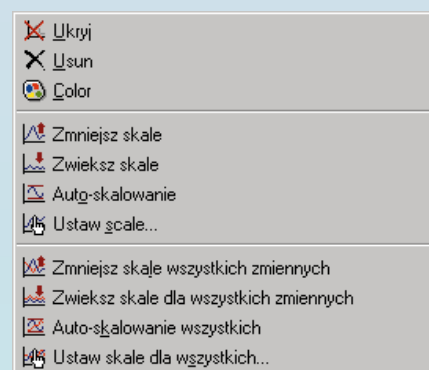 Ukryj
Usun
Color
Zmniejsz skale
Zwieksz skale
Auto-skalowanie
Ustaw scale...
Zmniejsz skale wszystkich zmiennych
Zwieksz skale dla wszystkich zmiennych
Auto-skalowanie wszystkich
Ustaw skale dla wszystkich...